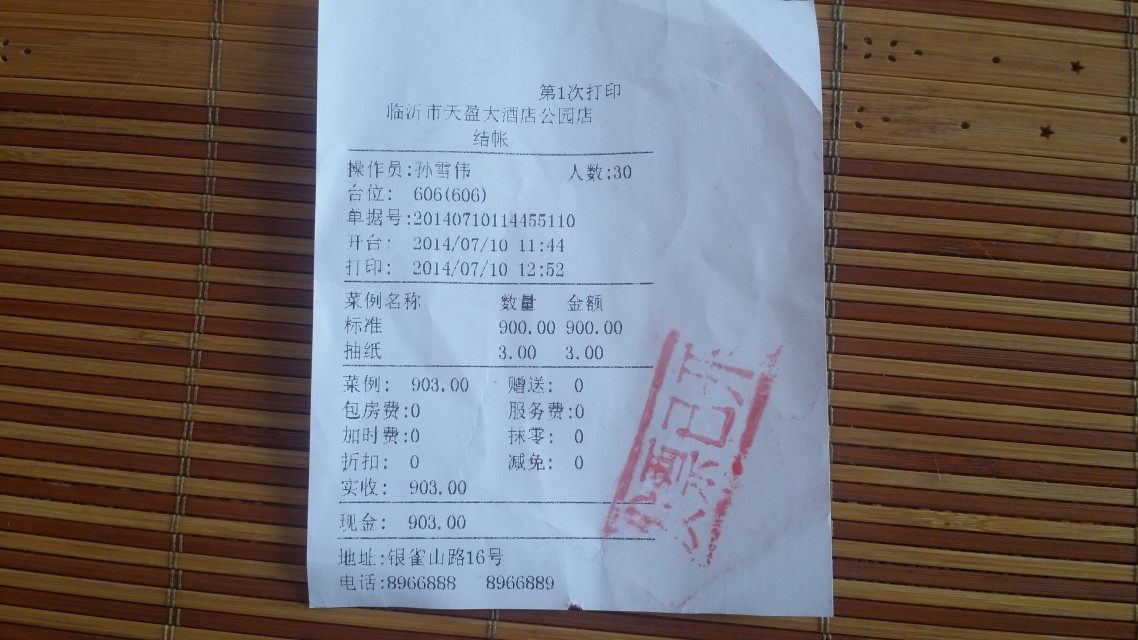 第1次打印
临沂市天盈大酒店公园店
结帐
操作员:孙雪伟 人数:30
台位: 606(606)
单据号:20140710114455110
开台: 2014/07/10 11:44
打印: 2014/07/10 12:52
菜例名称 数量 金额
标准 900.00 900.00
抽纸 3.00 3.00
菜例: 903.00 赠送: 0
包房费:0 服务费:0
加时费:0 抹零: 0
折扣: 0 减免: 0
实收: 903.00
现金: 903.00
地址:银雀山路16号
电话:8966888 8966889
已开